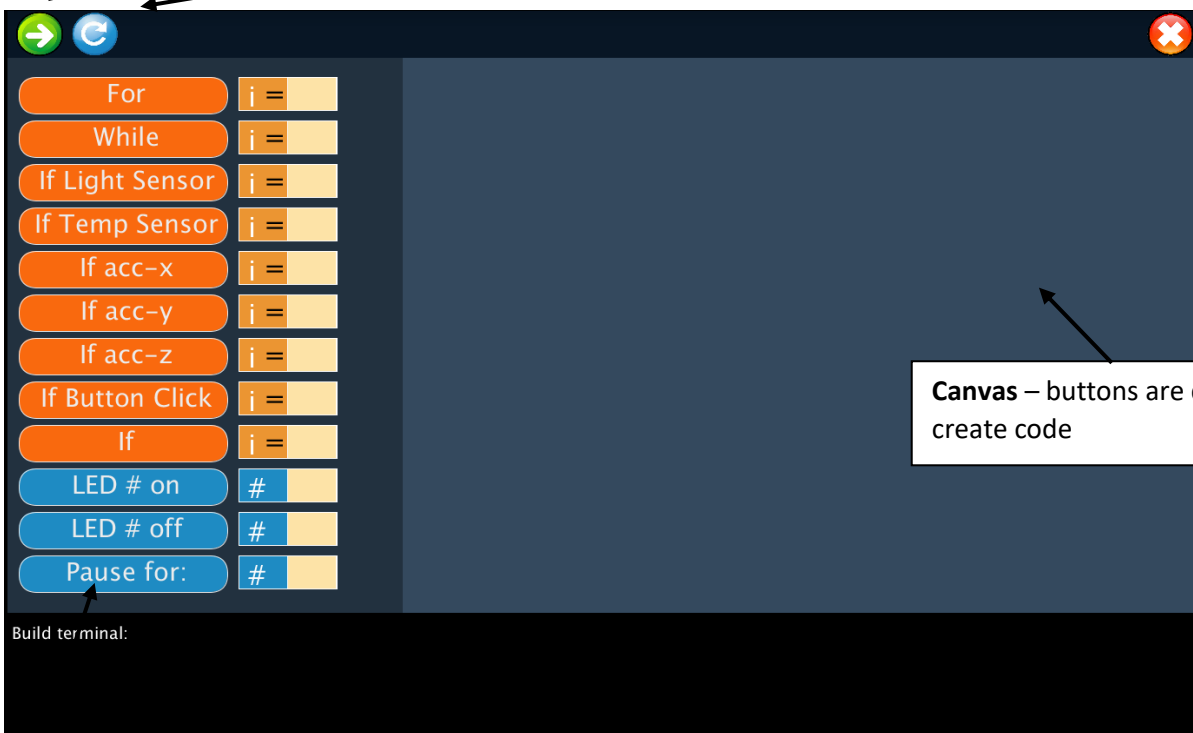 For i =
While i =
If Light Sensor i =
If Temp Sensor i =
If acc-x i =
If acc-y i =
If acc-z i =
If Button Click i =
If i =
LED # on #
LED # off #
Pause for: #
Canvas – buttons are
create code
Build terminal: